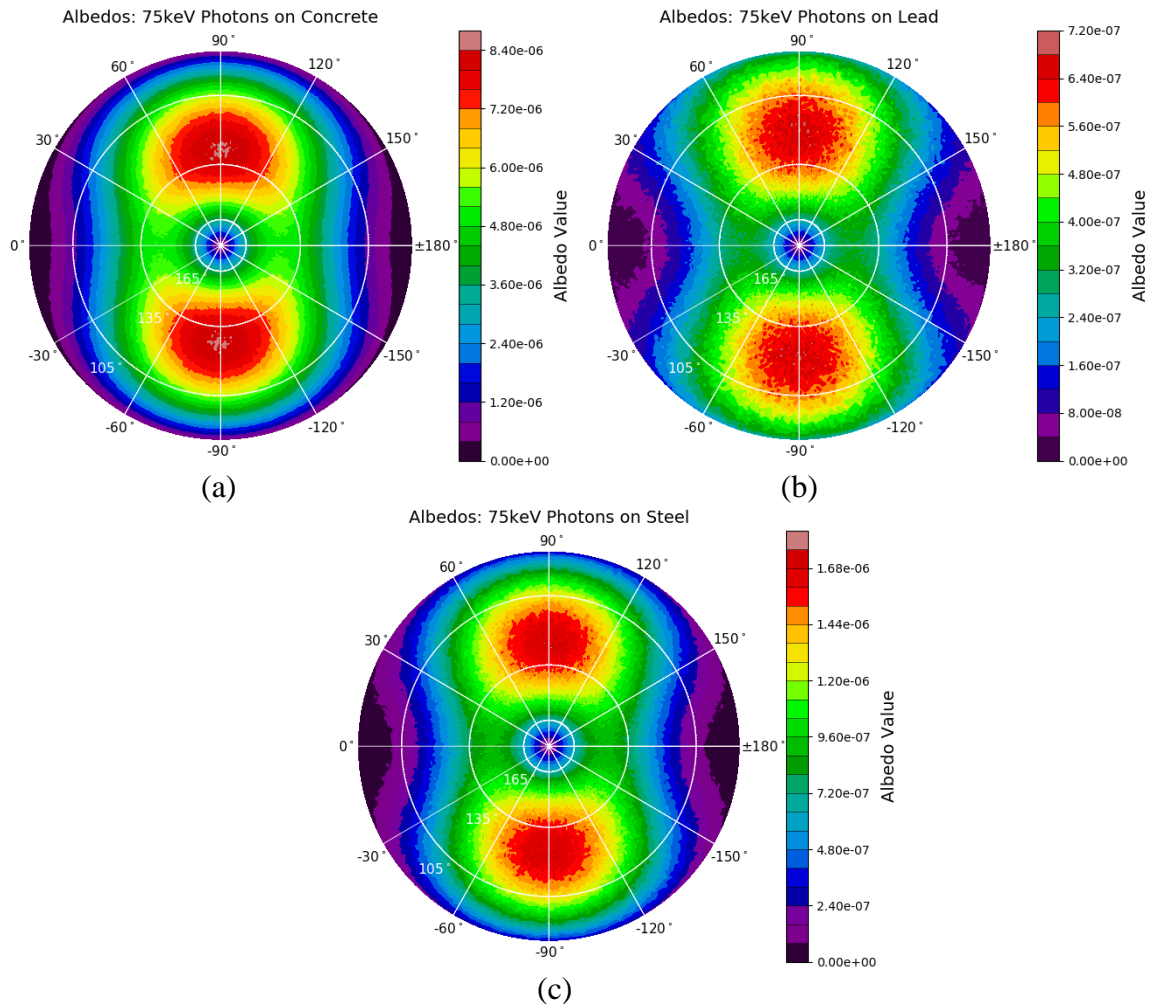 Albedos: 75keV Photons on Concrete
90°
60°
120°
30°
150°
0°
±180°
165°
135°
105°
-30°
-150°
-60°
-120°
-90°
8.40e-06
7.20e-06
6.00e-06
4.80e-06
3.60e-06
2.40e-06
1.20e-06
0.00e+00
Albedo Value
(a)
Albedos: 75keV Photons on Lead
90°
60°
120°
30°
150°
0°
±180°
165°
135°
105°
-30°
-150°
-60°
-120°
-90°
7.20e-07
6.40e-07
5.60e-07
4.80e-07
4.00e-07
3.20e-07
2.40e-07
1.60e-07
8.00e-08
0.00e+00
Albedo Value
(b)
Albedos: 75keV Photons on Steel
90°
60°
120°
30°
150°
0°
±180°
165°
135°
105°
-30°
-150°
-60°
-120°
-90°
1.68e-06
1.44e-06
1.20e-06
9.60e-07
7.20e-07
4.80e-07
2.40e-07
0.00e+00
Albedo Value
(c)